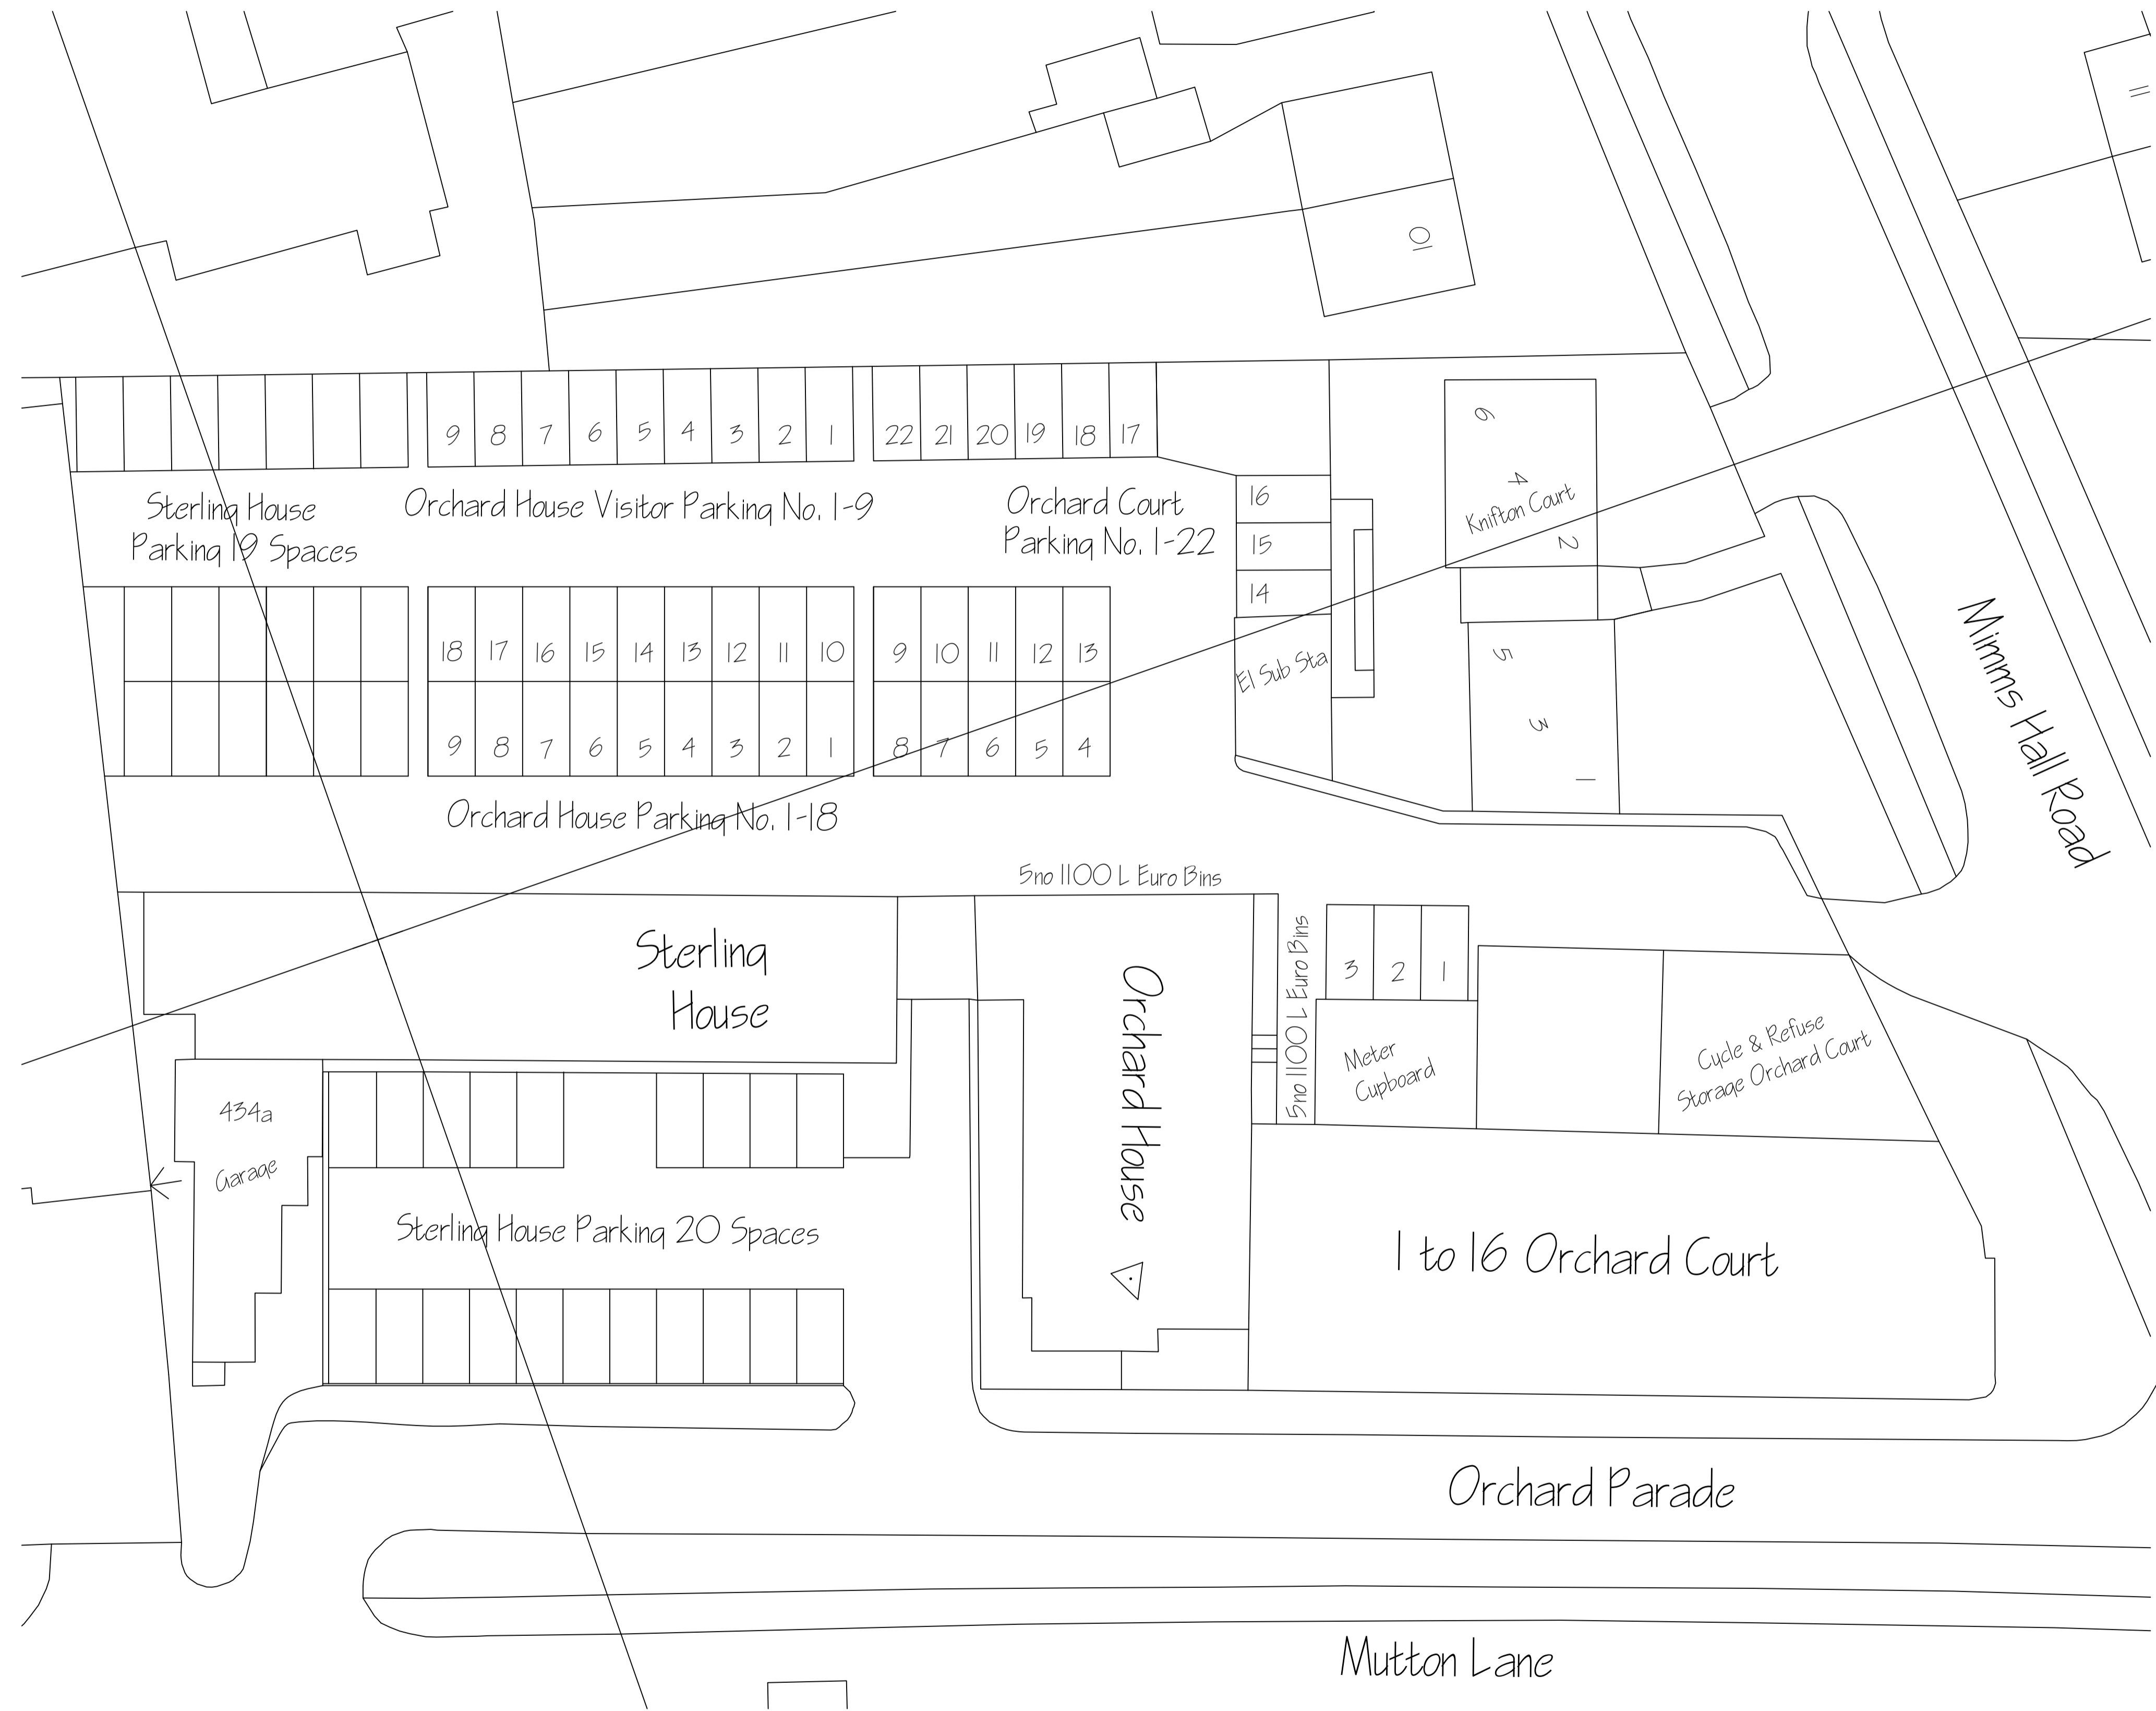 11
10
9 8 7 6 5 4 3 2 1
22 21 20 19 18 17
Sterling House
Parking 19 Spaces
Orchard House Visitor Parking No. 1-9
Orchard Court
Parking No. 1-22
16
15
14
El Sub Sta
6
4
Knifton Court
2
5
3
1
Mimms Hall Road
18 17 16 15 14 13 12 11 10
9 10 11 12 13
9 8 7 6 5 4 3 2 1
8 7 6 5 4
Orchard House Parking No. 1-18
5no 1100 L Euro Bins
5no 1100 L Euro Bins
3 2 1
Sterling
House
Orchard House
Meter
Cupboard
Cycle & Refuse
Storage Orchard Court
434a
Garage
Sterling House Parking 20 Spaces
1 to 16 Orchard Court
Orchard Parade
Mutton Lane